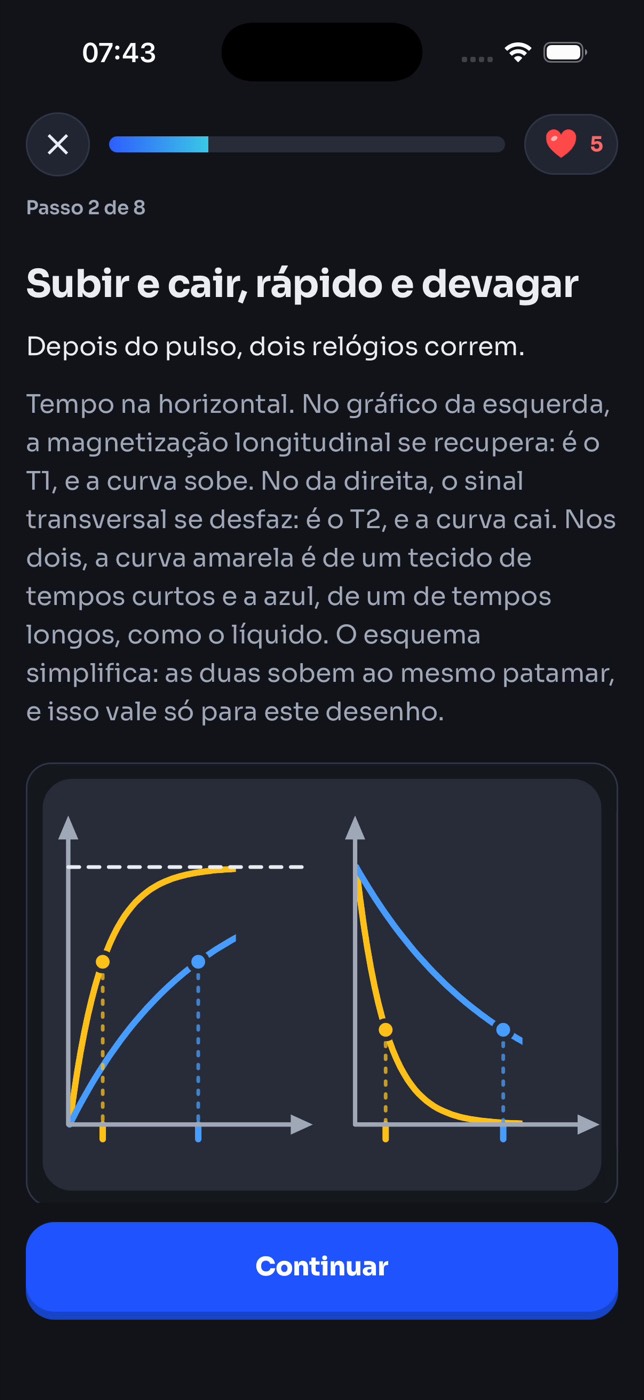 07:43
5
Passo 2 de 8
Subir e cair, rápido e devagar
Depois do pulso, dois relógios correm.
Tempo na horizontal. No gráfico da esquerda,
a magnetização longitudinal se recupera: é o
T1, e a curva sobe. No da direita, o sinal
transversal se desfaz: é o T2, e a curva cai. Nos
dois, a curva amarela é de um tecido de
tempos curtos e a azul, de um de tempos
longos, como o líquido. O esquema
simplifica: as duas sobem ao mesmo patamar,
e isso vale só para este desenho.
Continuar